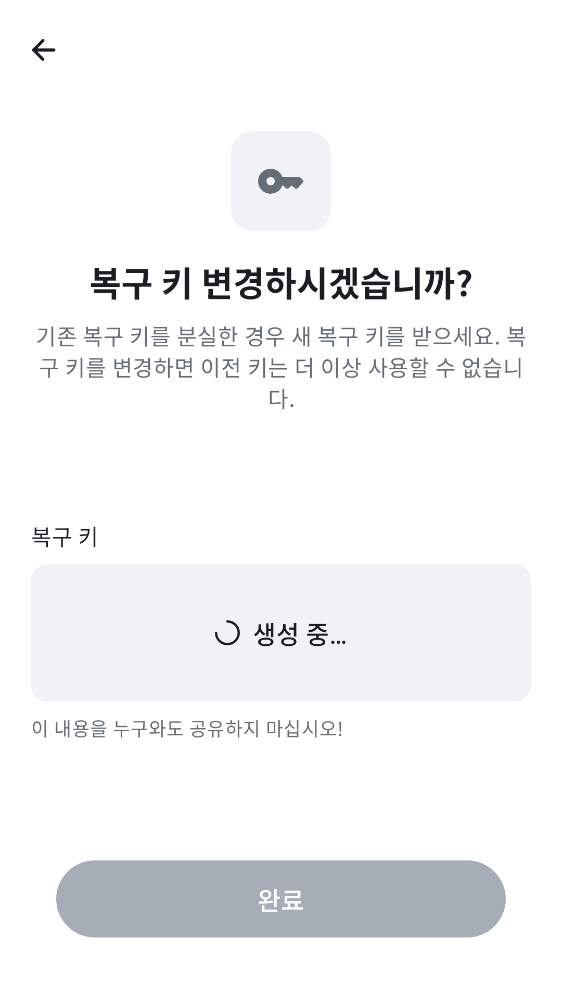 복구 키 변경하시겠습니까?
기존 복구 키를 분실한 경우 새 복구 키를 받으세요. 복
구 키를 변경하면 이전 키는 더 이상 사용할 수 없습니
다.
복구 키
생성 중...
이 내용을 누구와도 공유하지 마십시오!
완료